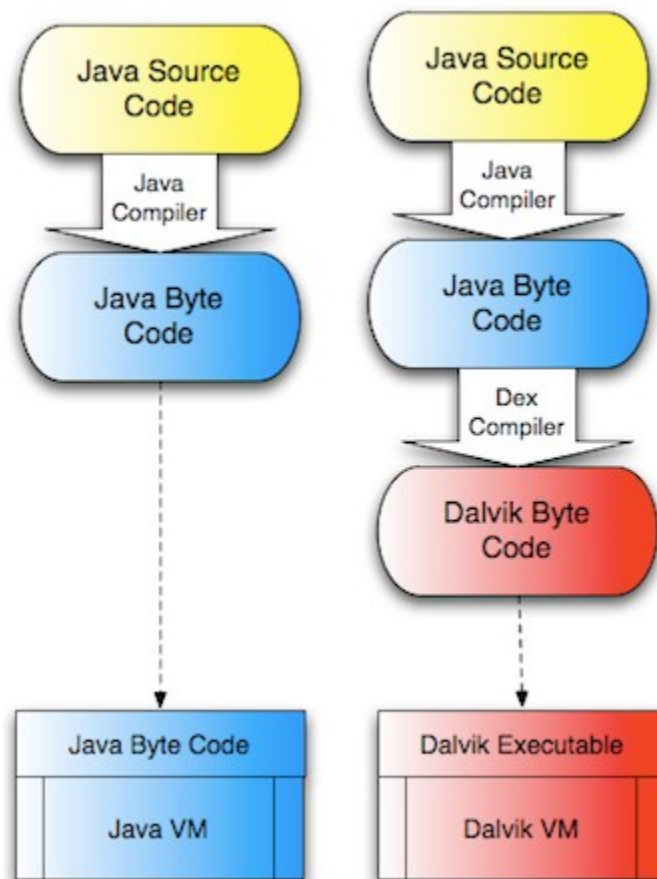 Java Source
Code
Java
Compiler
Java Byte
Code
Java Byte Code
Java VM
Java Source
Code
Java
Compiler
Java Byte
Code
Dex
Compiler
Dalvik Byte
Code
Dalvik Executable
Dalvik VM